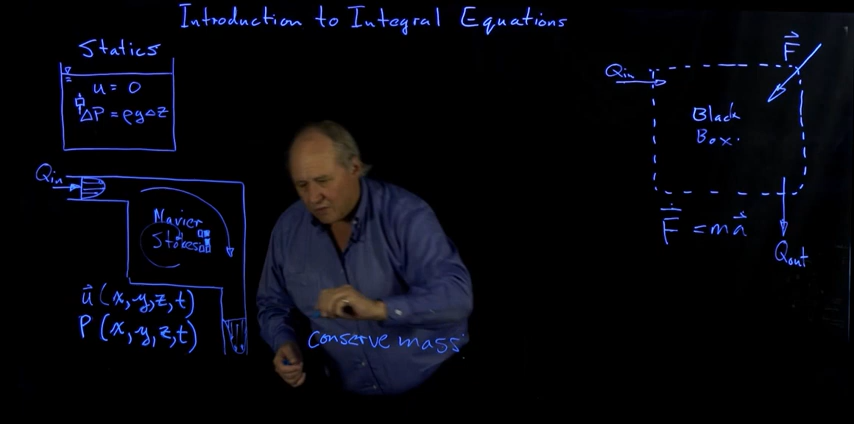 Introduction to Integral Equations
Statics
u = 0
ΔP = ρgΔz
Qin
Navier
Stokes
u⃗ (x, y, z, t)
P (x, y, z, t)
conserve mass
F⃗
Qin
Black
Box.
F⃗ = ma⃗
Qout